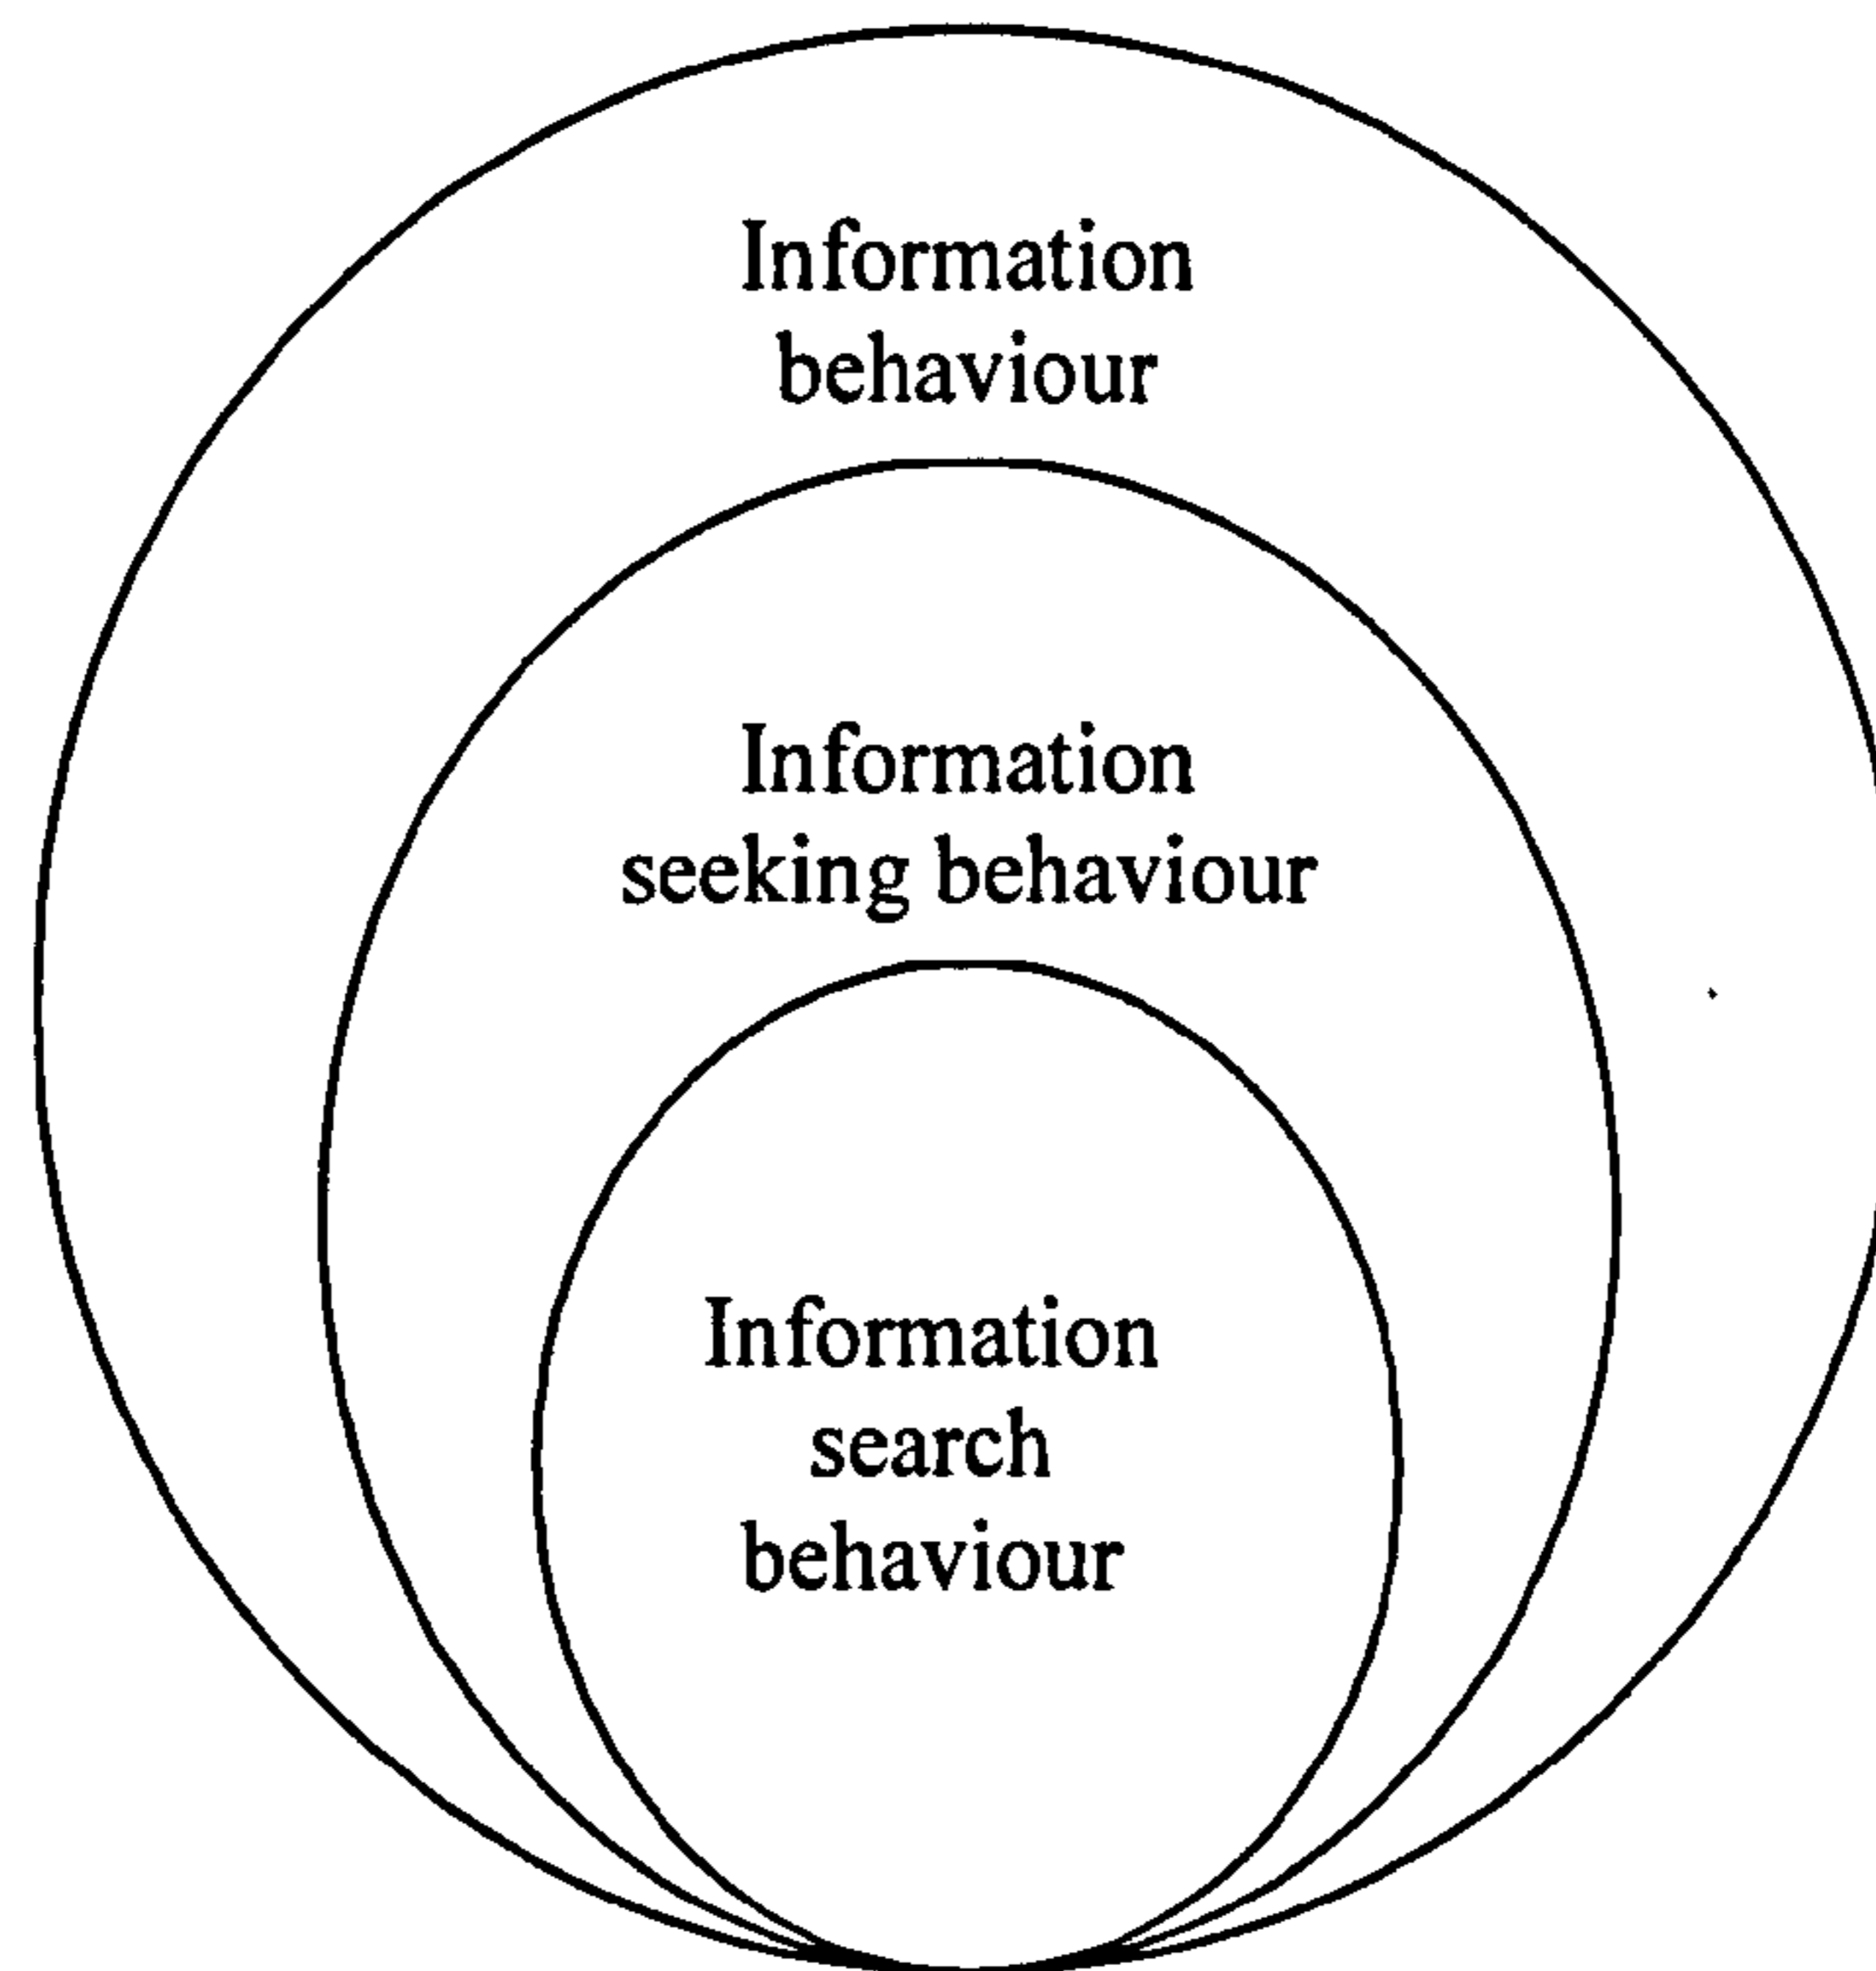 Information
behaviour
Information
seeking behaviour
Information
search
behaviour